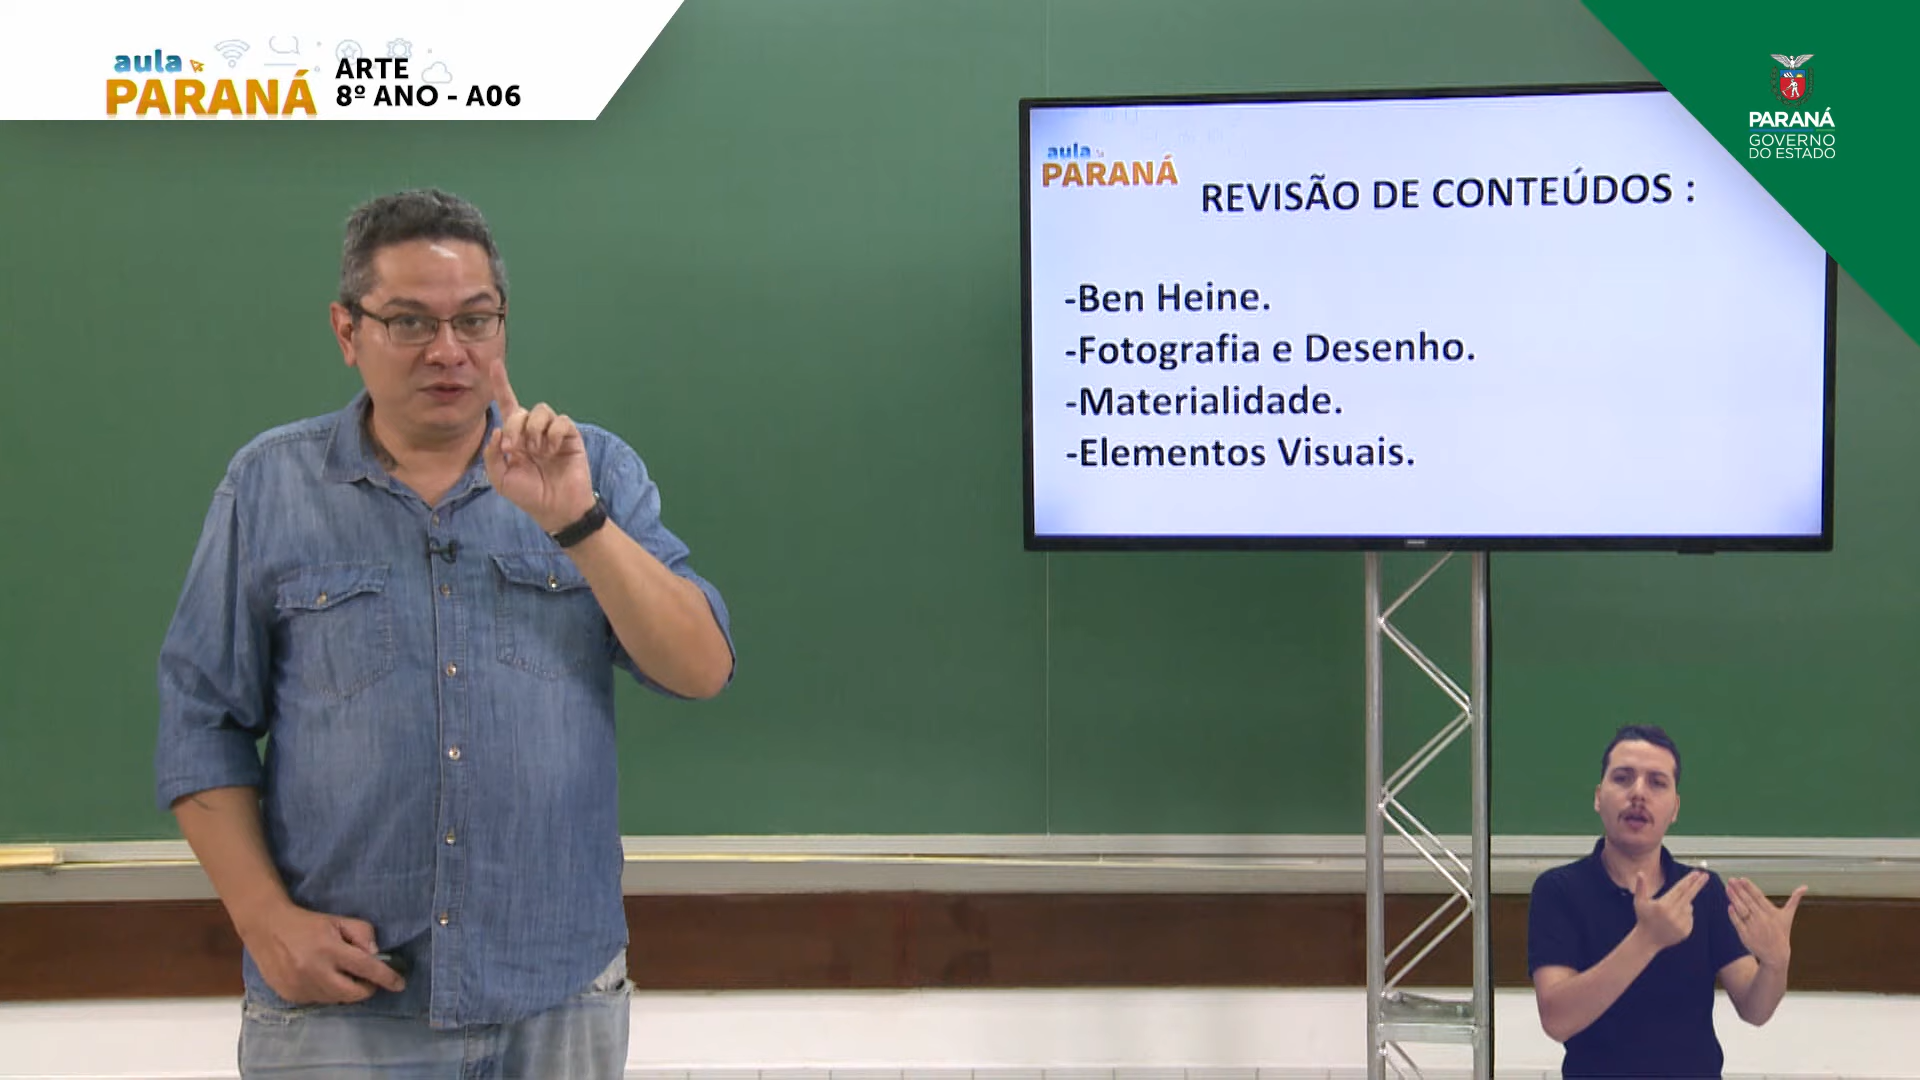 aula
PARANÁ
ARTE
8º ANO - A06
PARANÁ
GOVERNO
DO ESTADO
aula
PARANÁ
REVISÃO DE CONTEÚDOS :
-Ben Heine.
-Fotografia e Desenho.
-Materialidade.
-Elementos Visuais.